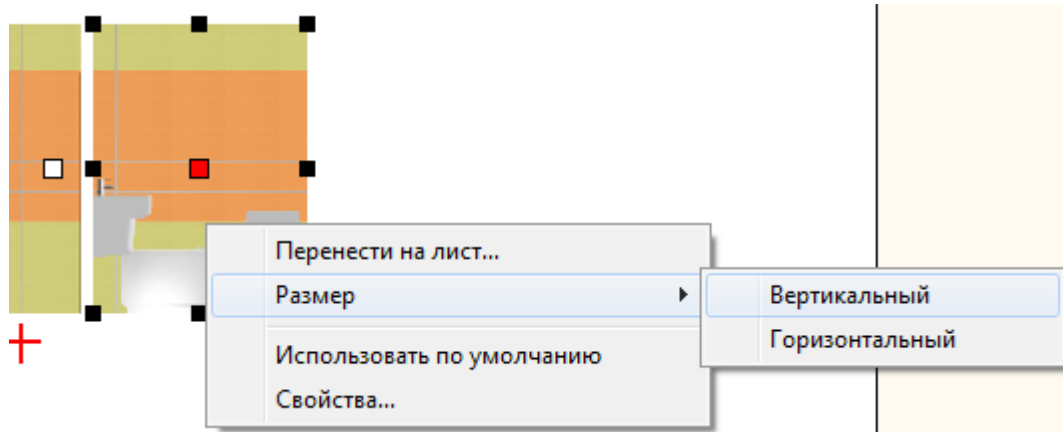 Перенести на лист...
Размер
Вертикальный
Горизонтальный
Использовать по умолчанию
Свойства...